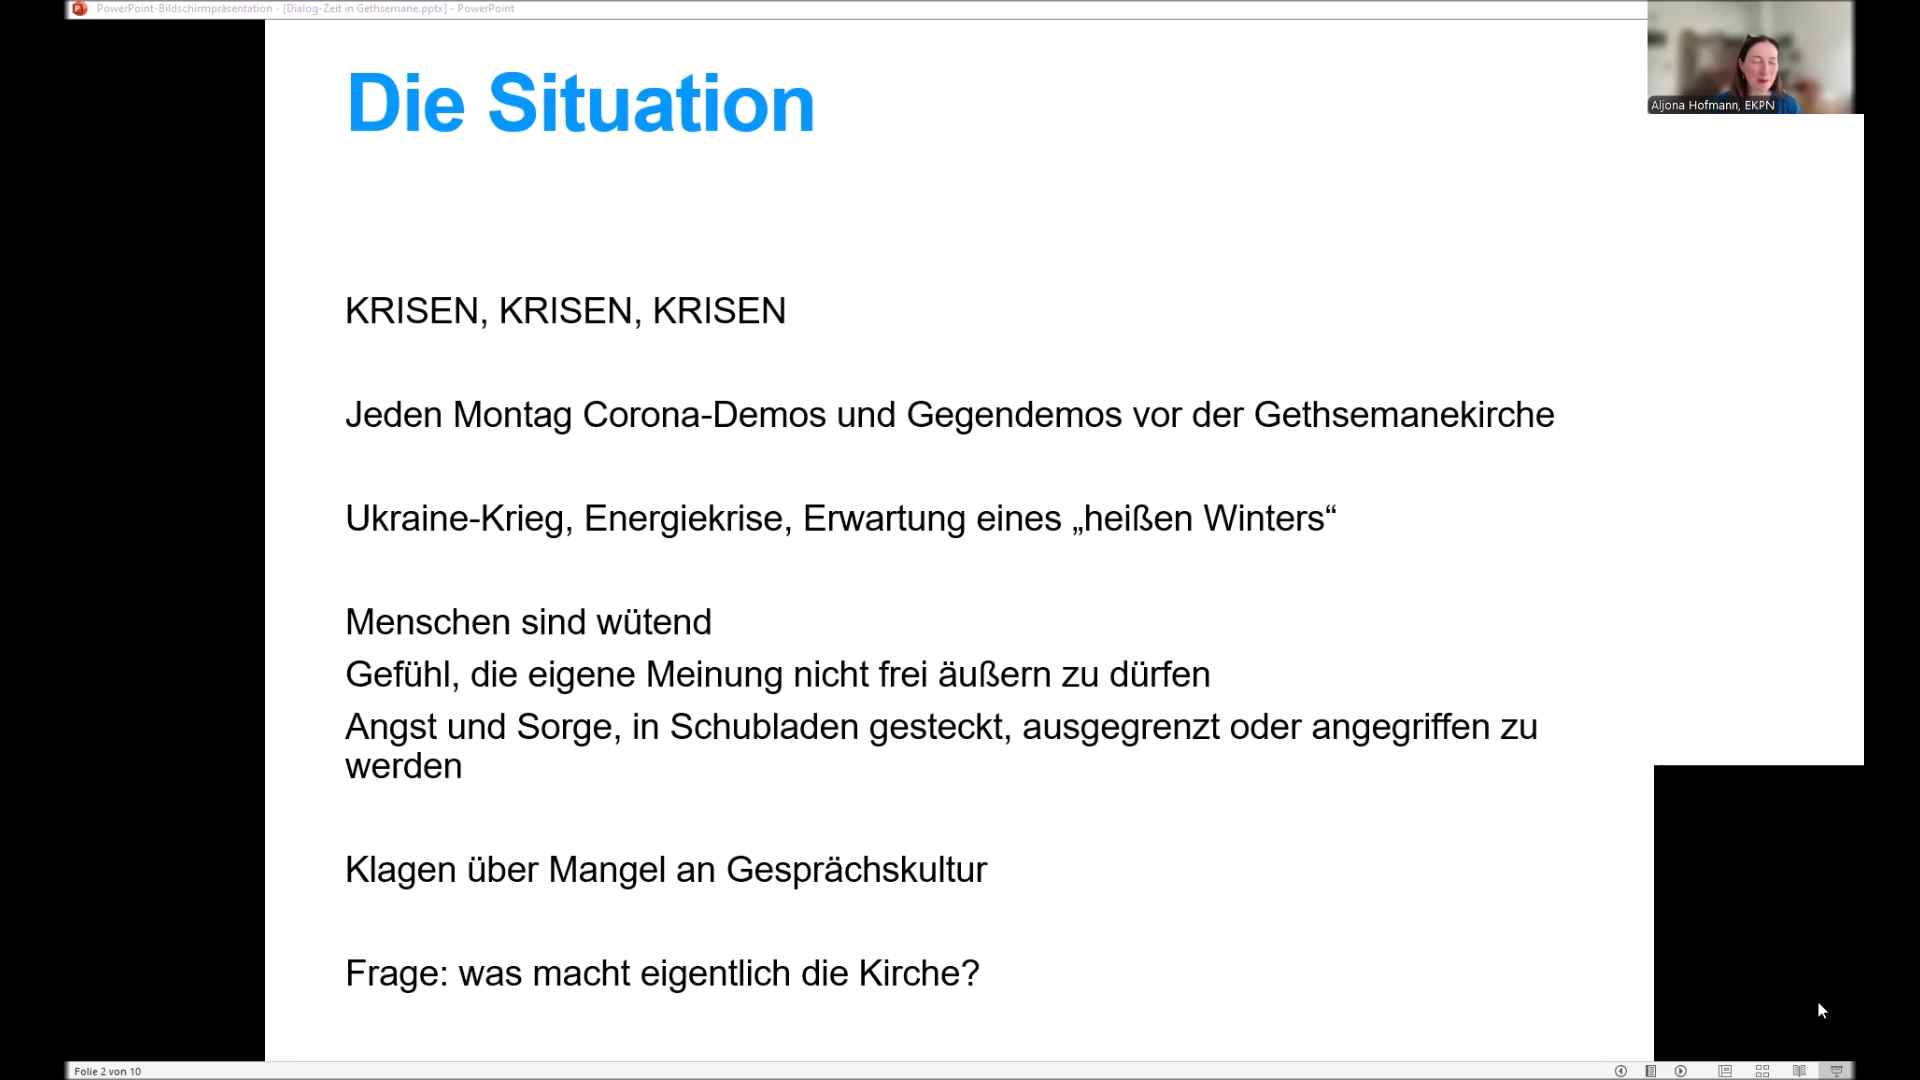 PowerPoint-Bildschirmpräsentation - [Dialog-Zeit in Gethsemane.pptx] - PowerPoint
Die Situation
Aljona Hofmann, EKPN
KRISEN, KRISEN, KRISEN
Jeden Montag Corona-Demos und Gegendemos vor der Gethsemanekirche
Ukraine-Krieg, Energiekrise, Erwartung eines „heißen Winters“
Menschen sind wütend
Gefühl, die eigene Meinung nicht frei äußern zu dürfen
Angst und Sorge, in Schubladen gesteckt, ausgegrenzt oder angegriffen zu
werden
Klagen über Mangel an Gesprächskultur
Frage: was macht eigentlich die Kirche?
Folie 2 von 10